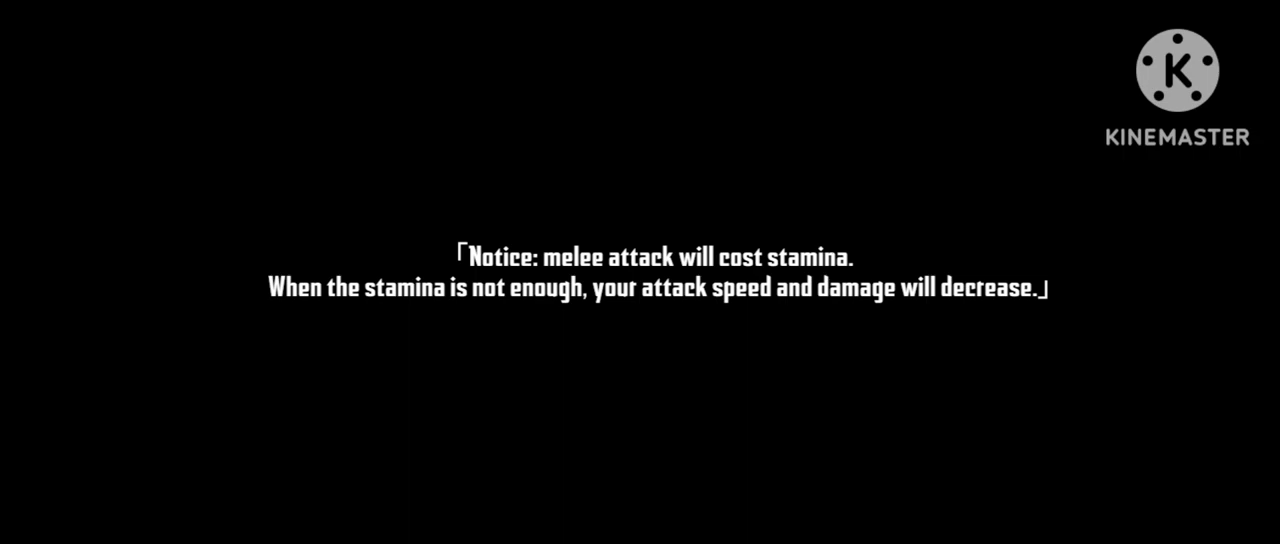 K
KINEMASTER
「Notice: melee attack will cost stamina.
When the stamina is not enough, your attack speed and damage will decrease.」